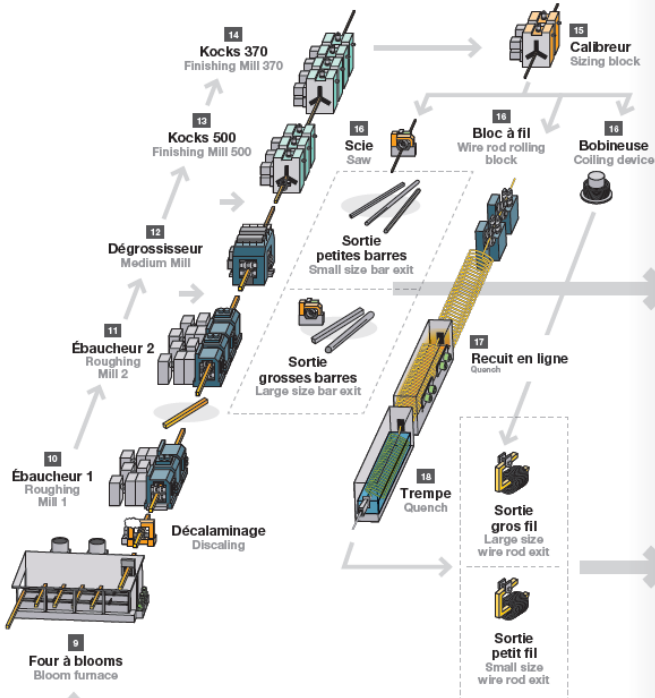 14
Kocks 370
Finishing Mill 370
15
Calibreur
Sizing block
13
Kocks 500
Finishing Mill 500
16
Scie
Saw
16
Bloc à fil
Wire rod rolling
block
16
Bobineuse
Coiling device
12
Dégrossisseur
Medium Mill
Sortie
petites barres
Small size bar exit
11
Ébaucheur 2
Roughing
Mill 2
Sortie
grosses barres
Large size bar exit
17
Recuit en ligne
Quench
10
Ébaucheur 1
Roughing
Mill 1
18
Trempe
Quench
Sortie
gros fil
Large size
wire rod exit
Décalaminage
Discaling
Sortie
petit fil
Small size
wire rod exit
9
Four à blooms
Bloom furnace